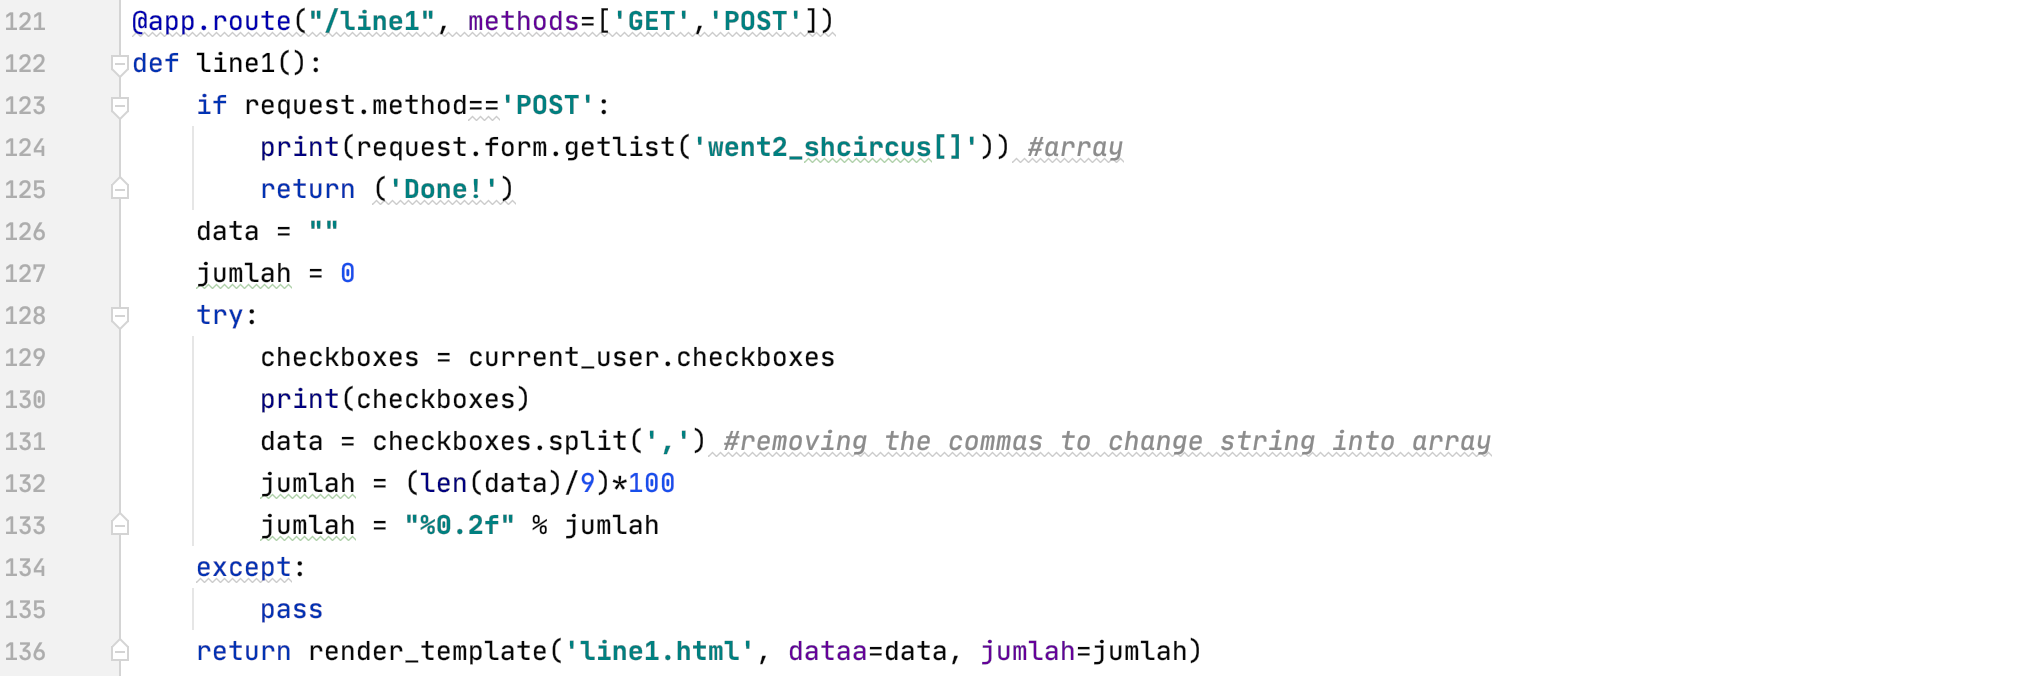 121 @app.route("/line1", methods=['GET','POST'])
122 def line1():
123     if request.method=='POST':
124         print(request.form.getlist('went2_shcircus[]')) #array
125         return ('Done!')
126     data = ""
127     jumlah = 0
128     try:
129         checkboxes = current_user.checkboxes
130         print(checkboxes)
131         data = checkboxes.split(',') #removing the commas to change string into array
132         jumlah = (len(data)/9)*100
133         jumlah = "%0.2f" % jumlah
134     except:
135         pass
136     return render_template('line1.html', dataa=data, jumlah=jumlah)